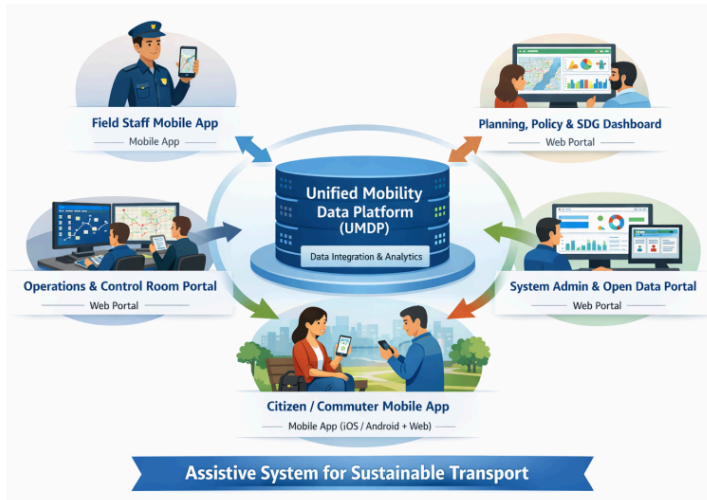 Field Staff Mobile App
Mobile App
Planning, Policy & SDG Dashboard
Web Portal
Unified Mobility
Data Platform
(UMDP)
Data Integration & Analytics
Operations & Control Room Portal
Web Portal
System Admin & Open Data Portal
Web Portal
Citizen / Commuter Mobile App
Mobile App (iOS / Android + Web)
Assistive System for Sustainable Transport